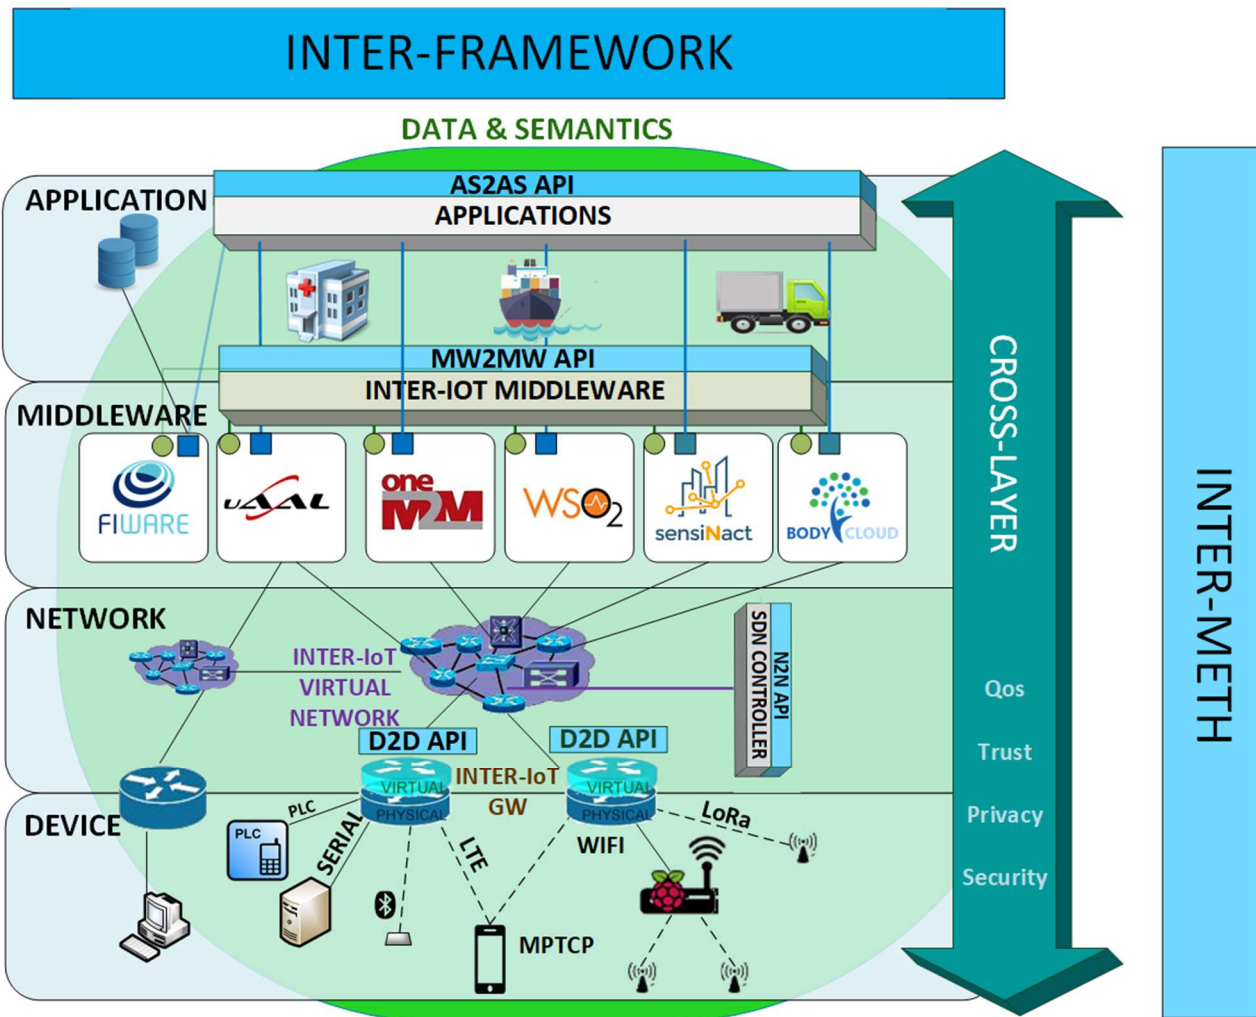 INTER-FRAMEWORK
DATA & SEMANTICS
APPLICATION
AS2AS API
APPLICATIONS
MW2MW API
INTER-IOT MIDDLEWARE
MIDDLEWARE
FIWARE
uAAL
one
M2M
WSO2
sensiNact
BODY CLOUD
NETWORK
INTER-IoT
VIRTUAL
NETWORK
SDN CONTROLLER
N2N API
D2D API
D2D API
VIRTUAL
PHYSICAL
INTER-IoT
GW
VIRTUAL
PHYSICAL
DEVICE
PLC
PLC
SERIAL
LTE
WIFI
LoRa
MPTCP
CROSS-LAYER
Qos
Trust
Privacy
Security
INTER-METH